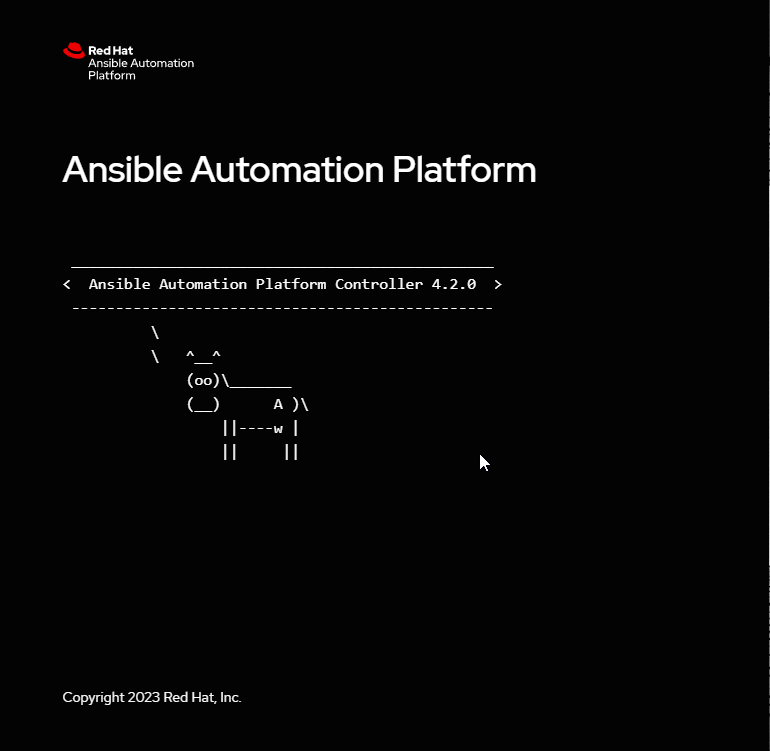 Red Hat
Ansible Automation
Platform
Ansible Automation Platform
 ________________________________________________
<  Ansible Automation Platform Controller 4.2.0  >
 ------------------------------------------------
          \
          \   ^__^
              (oo)\_______
              (__)      A )\
                  ||----w |
                  ||     ||
Copyright 2023 Red Hat, Inc.